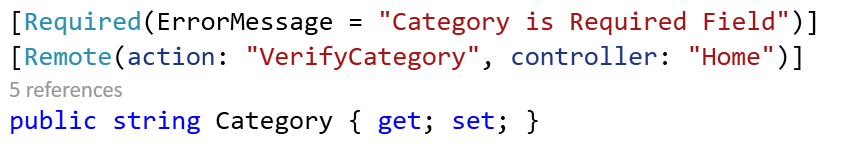 [Required(ErrorMessage = "Category is Required Field")]
[Remote(action: "VerifyCategory", controller: "Home")]
5 references
public string Category { get; set; }